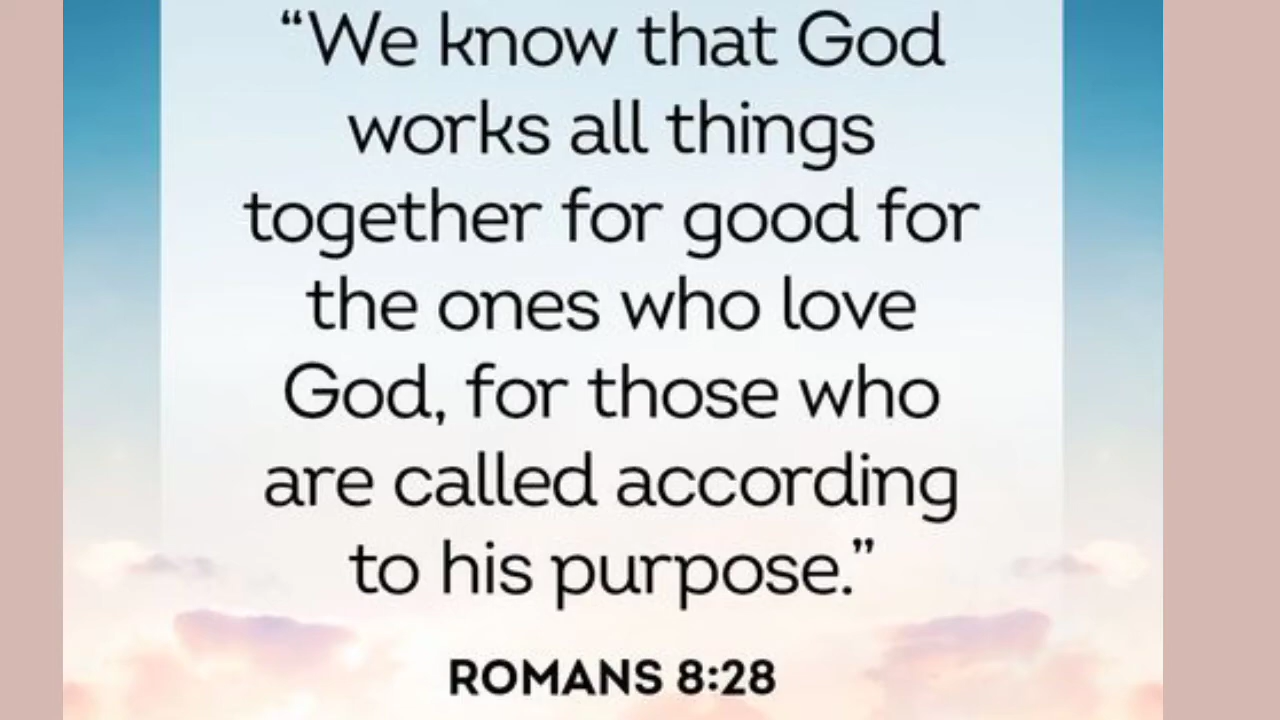 “We know that God
works all things
together for good for
the ones who love
God, for those who
are called according
to his purpose.”
ROMANS 8:28